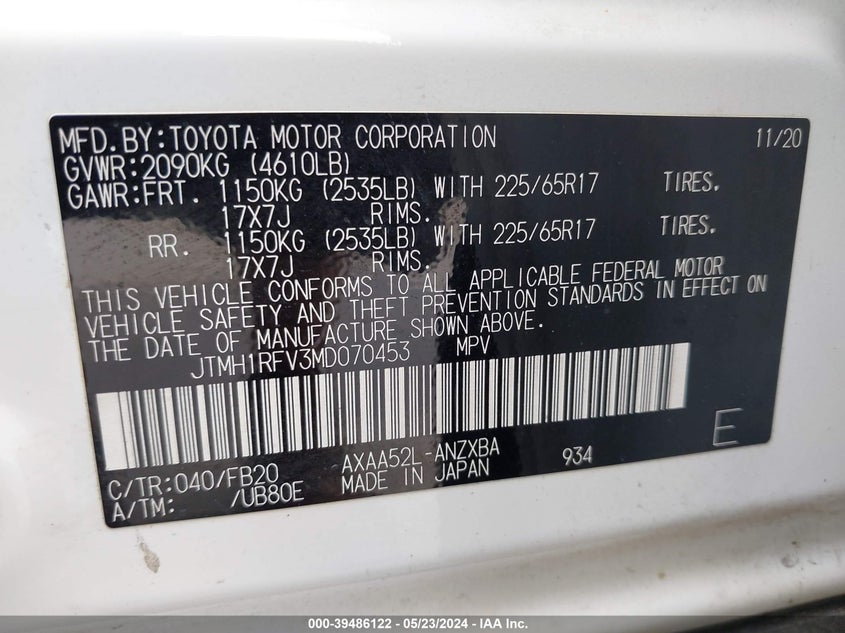 MFD.BY:TOYOTA MOTOR CORPORATION 11/20
GVWR:2090KG (4610LB)
GAWR:FRT. 1150KG (2535LB) WITH 225/65R17 TIRES.
17X7J RIMS.
RR. 1150KG (2535LB) WITH 225/65R17 TIRES.
17X7J RIMS.
THIS VEHICLE CONFORMS TO ALL APPLICABLE FEDERAL MOTOR
VEHICLE SAFETY AND THEFT PREVENTION STANDARDS IN EFFECT ON
THE DATE OF MANUFACTURE SHOWN ABOVE.
JTMH1RFV3MD070453 MPV
E
C/TR:040/FB20 AXAA52L-ANZXBA 934
A/TM: /UB80E MADE IN JAPAN
000-39486122 - 05/23/2024 - IAA Inc.